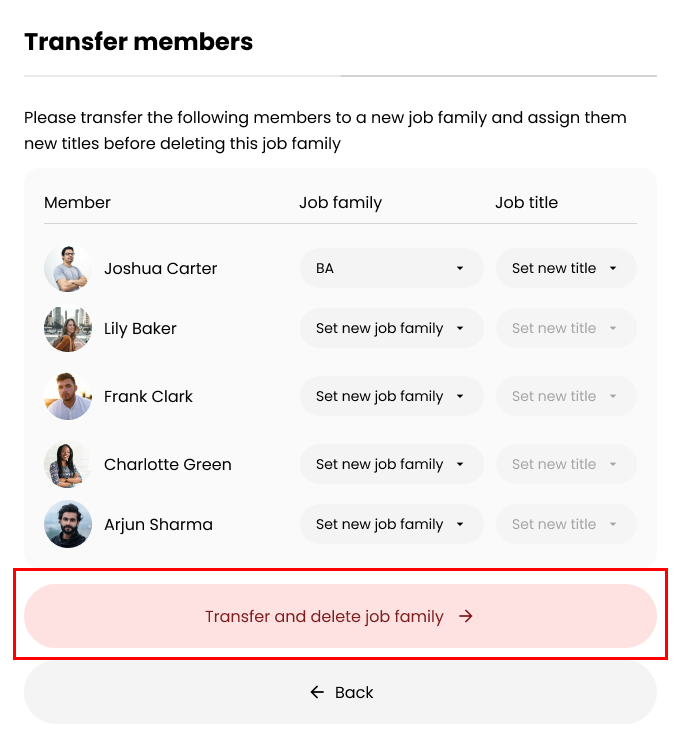 Transfer members
Please transfer the following members to a new job family and assign them
new titles before deleting this job family
Member Job family Job title
Joshua Carter BA Set new title
Lily Baker Set new job family Set new title
Frank Clark Set new job family Set new title
Charlotte Green Set new job family Set new title
Arjun Sharma Set new job family Set new title
Transfer and delete job family →
← Back